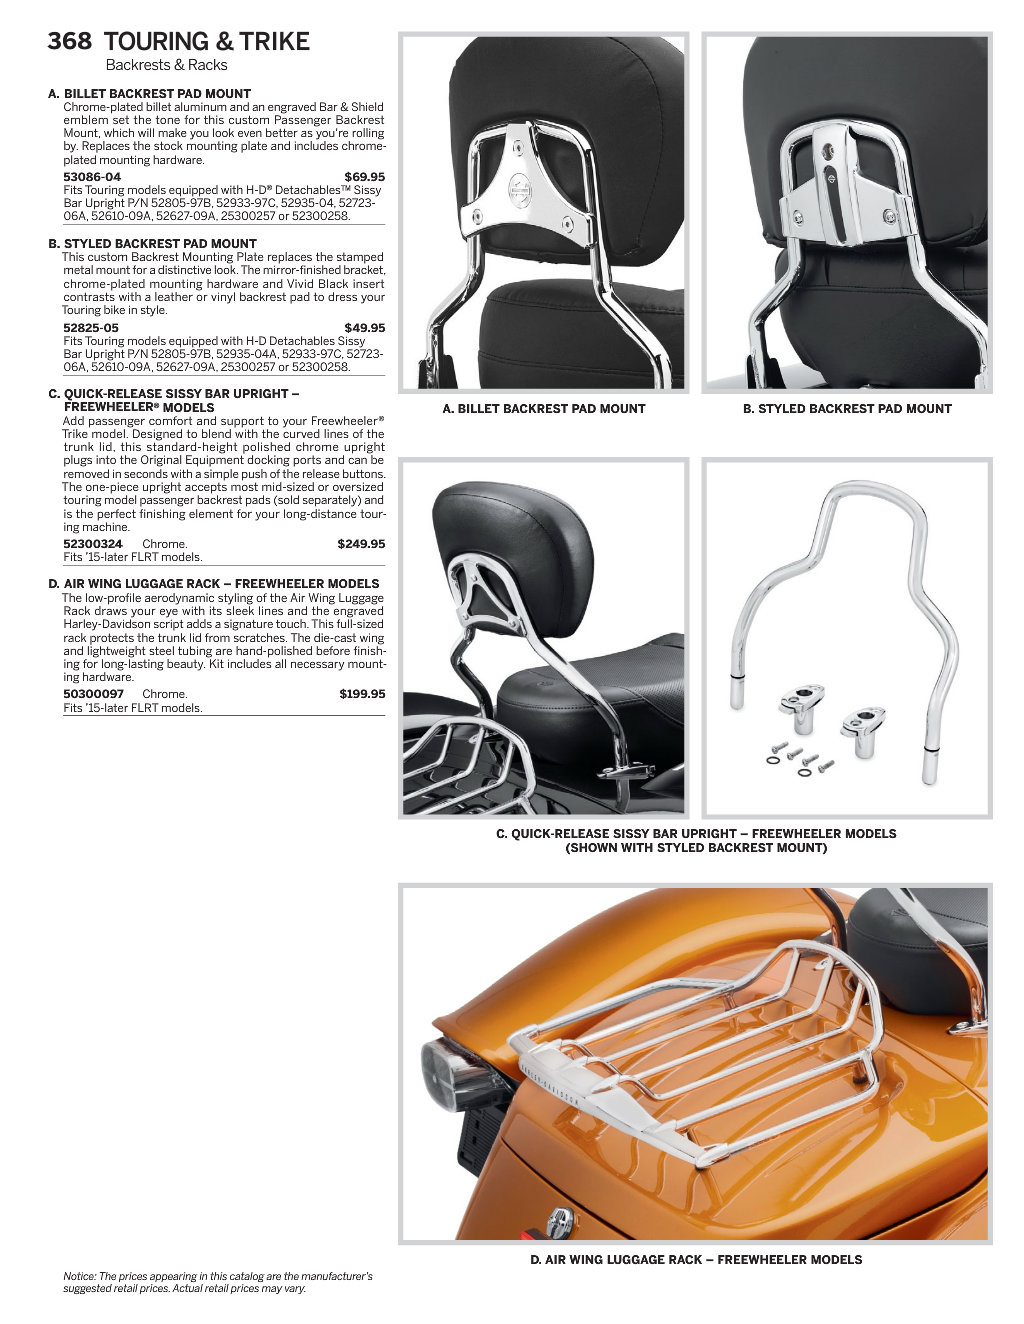 368 TOURING & TRIKE
Backrests & Racks
A. BILLET BACKREST PAD MOUNT
Chrome-plated billet aluminum and an engraved Bar & Shield
emblem set the tone for this custom Passenger Backrest
Mount, which will make you look even better as you're rolling
by. Replaces the stock mounting plate and includes chrome-
plated mounting hardware.
53086-04 $69.95
Fits Touring models equipped with H-D® Detachables™ Sissy
Bar Upright P/N 52805-97B, 52933-97C, 52935-04, 52723-
06A, 52610-09A, 52627-09A, 25300257 or 52300258.
B. STYLED BACKREST PAD MOUNT
This custom Backrest Mounting Plate replaces the stamped
metal mount for a distinctive look. The mirror-finished bracket,
chrome-plated mounting hardware and Vivid Black insert
contrasts with a leather or vinyl backrest pad to dress your
Touring bike in style.
52825-05 $49.95
Fits Touring models equipped with H-D Detachables Sissy
Bar Upright P/N 52805-97B, 52935-04A, 52933-97C, 52723-
06A, 52610-09A, 52627-09A, 25300257 or 52300258.
C. QUICK-RELEASE SISSY BAR UPRIGHT –
FREEWHEELER® MODELS
Add passenger comfort and support to your Freewheeler®
Trike model. Designed to blend with the curved lines of the
trunk lid, this standard-height polished chrome upright
plugs into the Original Equipment docking ports and can be
removed in seconds with a simple push of the release buttons.
The one-piece upright accepts most mid-sized or oversized
touring model passenger backrest pads (sold separately) and
is the perfect finishing element for your long-distance tour-
ing machine.
52300324 Chrome. $249.95
Fits '15-later FLRT models.
D. AIR WING LUGGAGE RACK – FREEWHEELER MODELS
The low-profile aerodynamic styling of the Air Wing Luggage
Rack draws your eye with its sleek lines and the engraved
Harley-Davidson script adds a signature touch. This full-sized
rack protects the trunk lid from scratches. The die-cast wing
and lightweight steel tubing are hand-polished before finish-
ing for long-lasting beauty. Kit includes all necessary mount-
ing hardware.
50300097 Chrome. $199.95
Fits '15-later FLRT models.
A. BILLET BACKREST PAD MOUNT
B. STYLED BACKREST PAD MOUNT
C. QUICK-RELEASE SISSY BAR UPRIGHT – FREEWHEELER MODELS
(SHOWN WITH STYLED BACKREST MOUNT)
HARLEY-DAVIDSON
D. AIR WING LUGGAGE RACK – FREEWHEELER MODELS
Notice: The prices appearing in this catalog are the manufacturer's
suggested retail prices. Actual retail prices may vary.